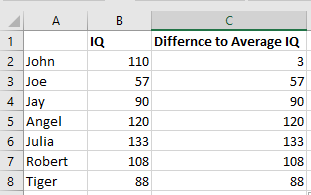 A B C
1 IQ Differnce to Average IQ
2 John 110 3
3 Joe 57 57
4 Jay 90 90
5 Angel 120 120
6 Julia 133 133
7 Robert 108 108
8 Tiger 88 88